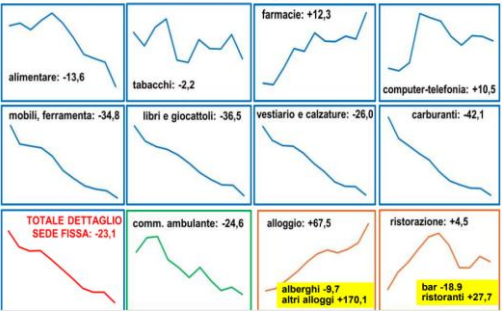 alimentare: -13,6
tabacchi: -2,2
farmacie: +12,3
computer-telefonia: +10,5
mobili, ferramenta: -34,8
libri e giocattoli: -36,5
vestiario e calzature: -26,0
carburanti: -42,1
TOTALE DETTAGLIO
SEDE FISSA: -23,1
comm. ambulante: -24,6
alloggio: +67,5
alberghi -9,7
altri alloggi +170,1
ristorazione: +4,5
bar -18.9
ristoranti +27,7